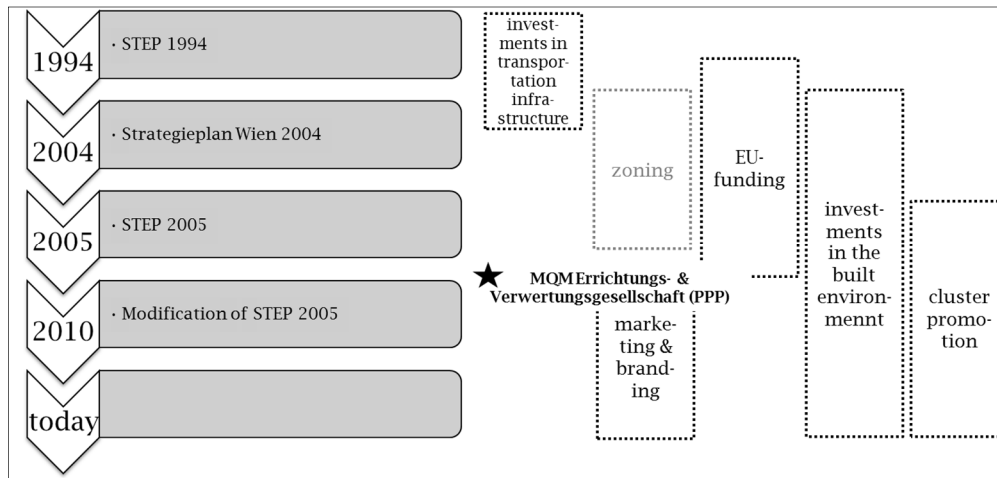 1994
· STEP 1994
2004
· Strategieplan Wien 2004
2005
· STEP 2005
2010
· Modification of STEP 2005
today
invest-
ments in
transpor-
tation
infra-
structure
zoning
EU-
funding
★ MQM Errichtungs- &
Verwertungsgesellschaft (PPP)
marke-
ting &
brand-
ing
invest-
ments
in the
built
environ-
mennt
cluster
promo-
tion